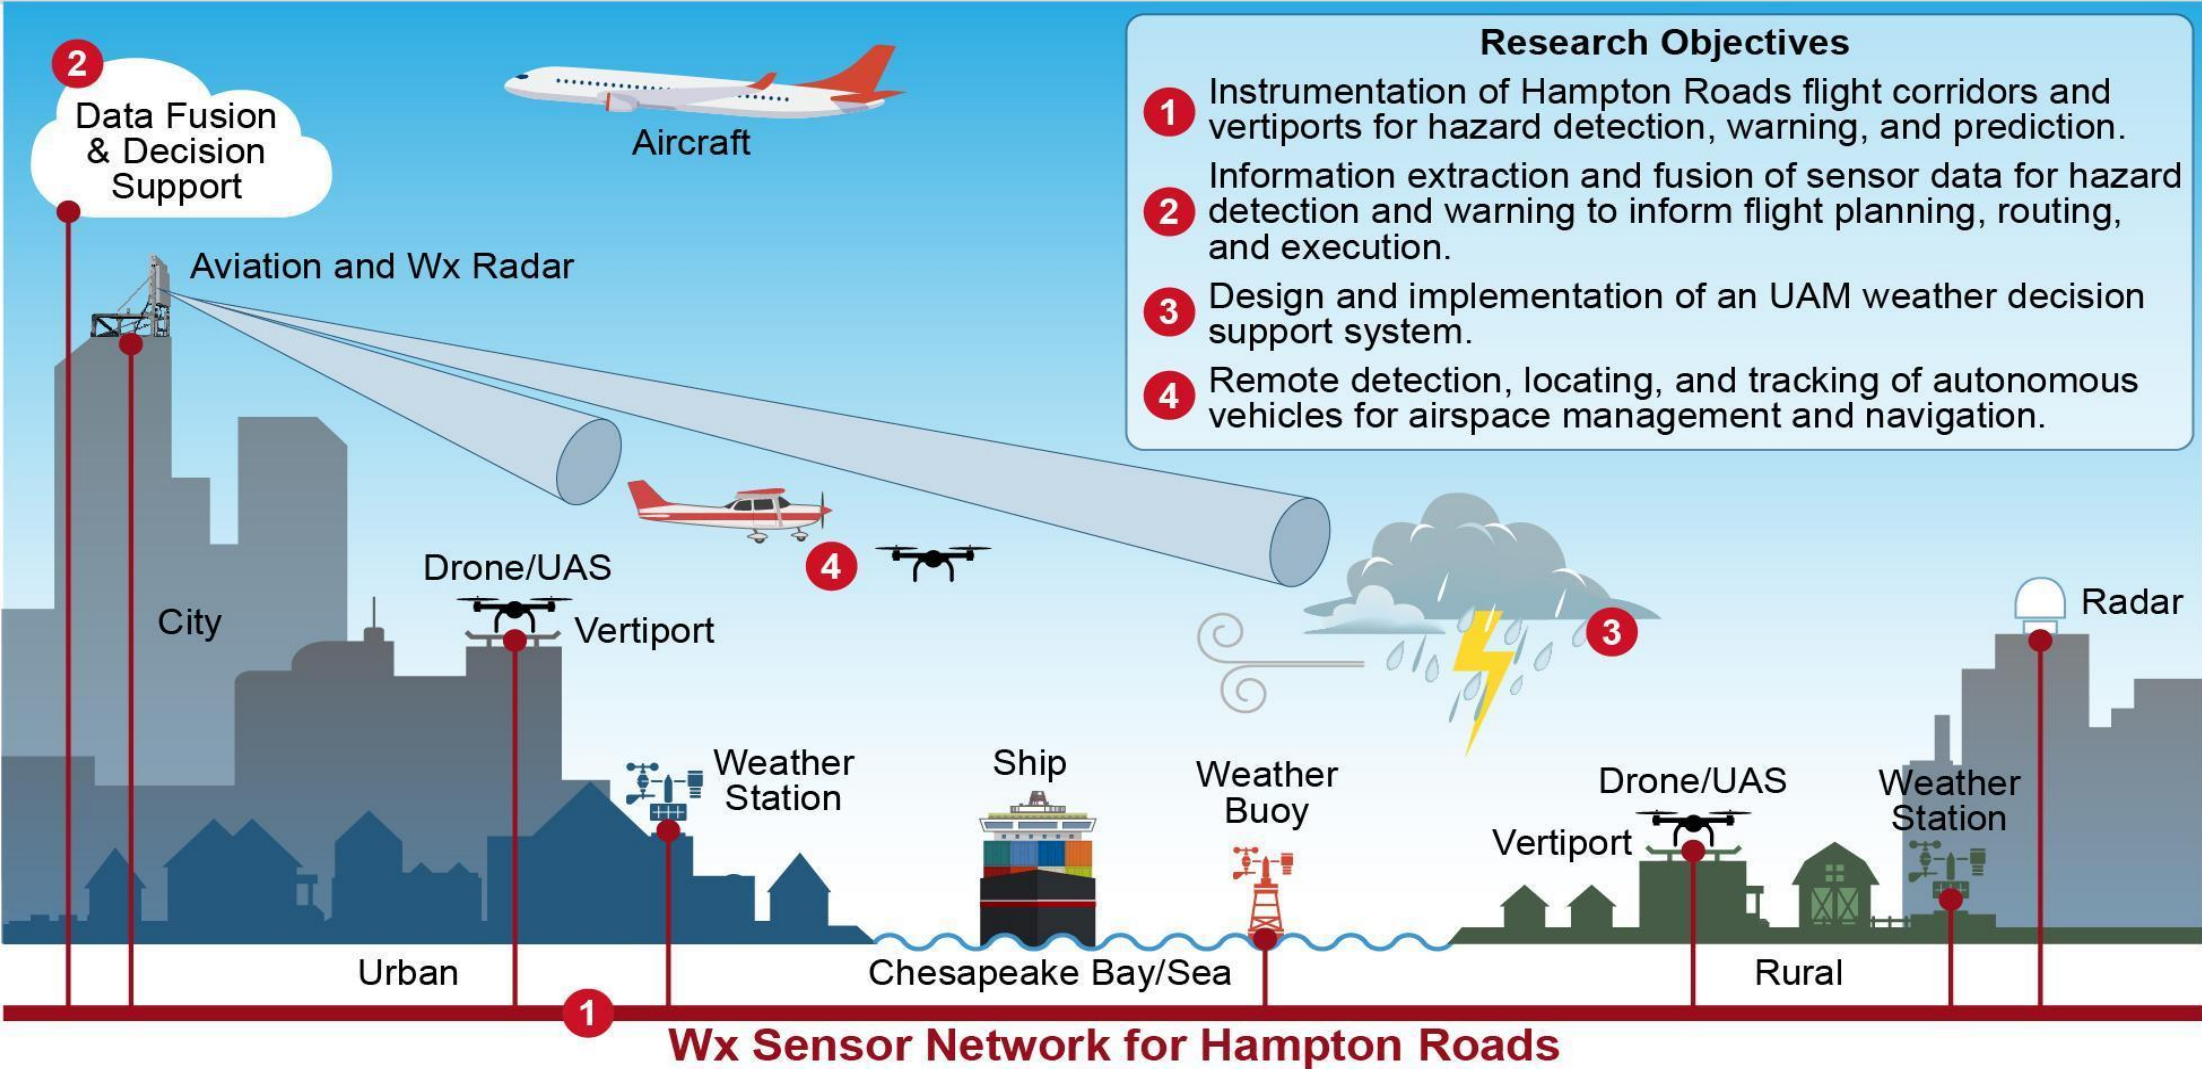 Research Objectives
1
Instrumentation of Hampton Roads flight corridors and
vertiports for hazard detection, warning, and prediction.
2
Information extraction and fusion of sensor data for hazard
detection and warning to inform flight planning, routing,
and execution.
3
Design and implementation of an UAM weather decision
support system.
4
Remote detection, locating, and tracking of autonomous
vehicles for airspace management and navigation.
2
Data Fusion
& Decision
Support
Aircraft
Aviation and Wx Radar
City
Drone/UAS
Vertiport
4
3
Radar
Weather
Station
Ship
Weather
Buoy
Drone/UAS
Vertiport
Weather
Station
Urban
Chesapeake Bay/Sea
Rural
1
Wx Sensor Network for Hampton Roads